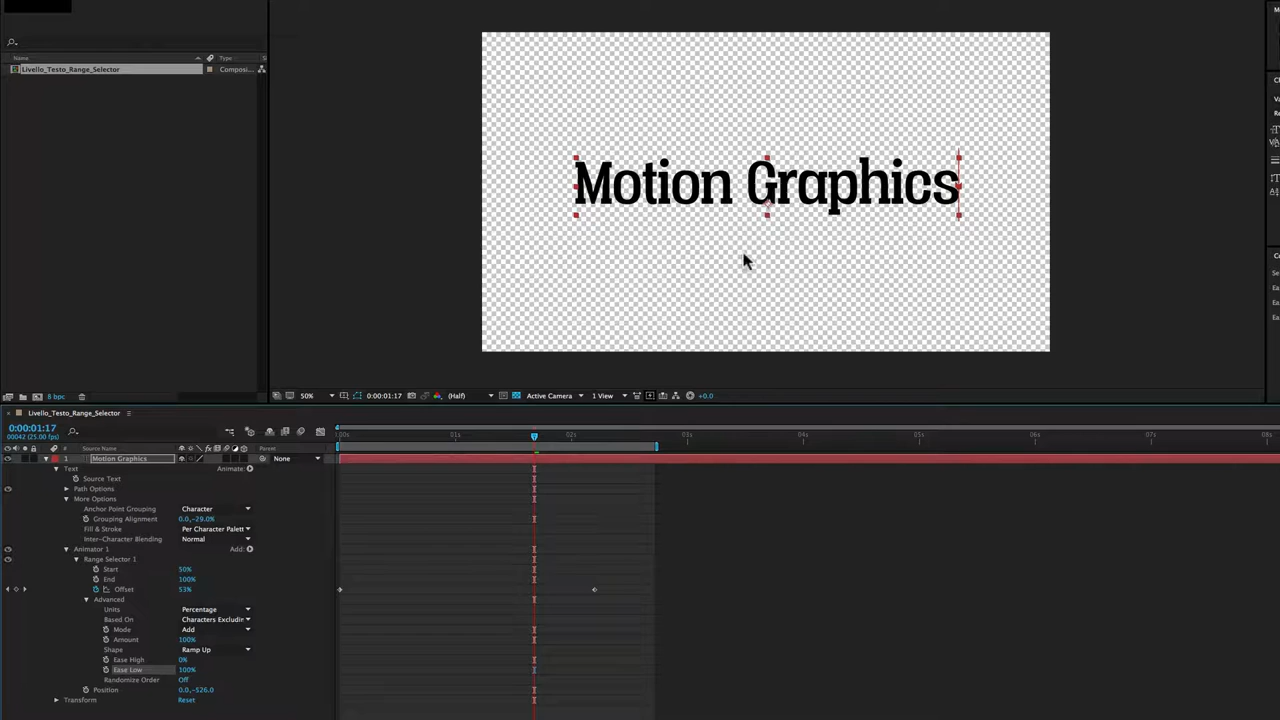 Name Type S
Livello_Testo_Range_Selector Composi...
Motion Graphics
8 bpc
50% 0:00:01:17 (Half) Active Camera 1 View +0.0
Livello_Testo_Range_Selector
0:00:01:17
00042 (25.00 fps)
:00s 01s 02s 03s 04s 05s 06s 07s 08s
# Source Name Parent
1 Motion Graphics None
Text Animate:
Source Text
Path Options
More Options
Anchor Point Grouping Character
Grouping Alignment 0.0,-29.0%
Fill & Stroke Per Character Palett
Inter-Character Blending Normal
Animator 1 Add:
Range Selector 1
Start 50%
End 100%
Offset 53%
Advanced
Units Percentage
Based On Characters Excludin
Mode Add
Amount 100%
Shape Ramp Up
Ease High 0%
Ease Low 100%
Randomize Order Off
Position 0.0,-526.0
Transform Reset